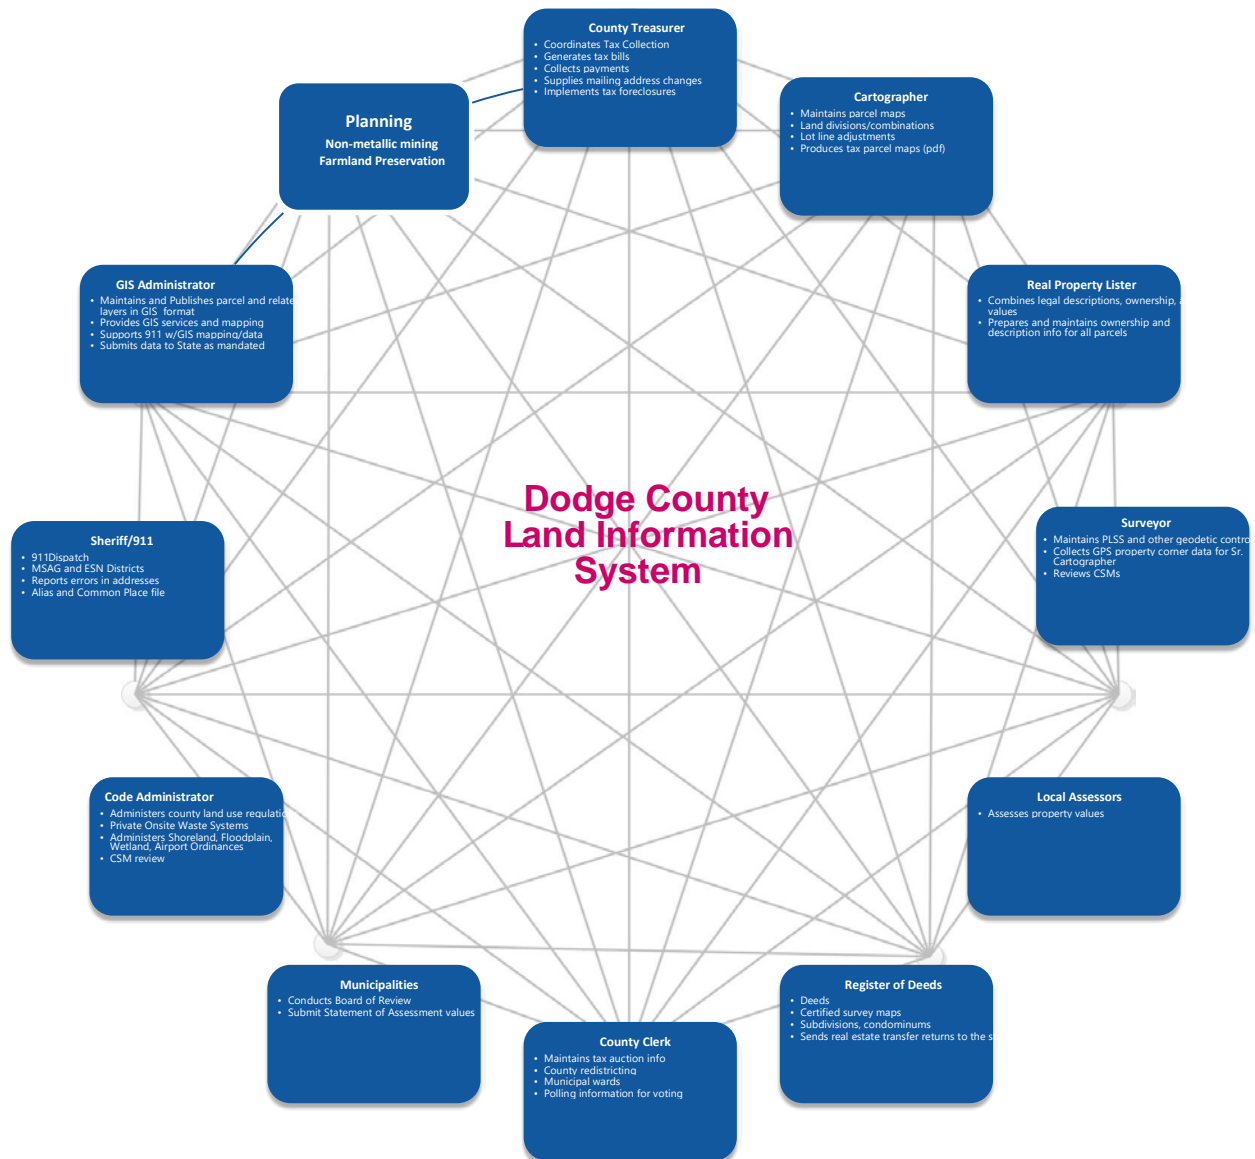 County Treasurer
• Coordinates Tax Collection
• Generates tax bills
• Collects payments
• Supplies mailing address changes
• Implements tax foreclosures
Planning
Non-metallic mining
Farmland Preservation
Cartographer
• Maintains parcel maps
• Land divisions/combinations
• Lot line adjustments
• Produces tax parcel maps (pdf)
GIS Administrator
• Maintains and Publishes parcel and relate
layers in GIS format
• Provides GIS services and mapping
• Supports 911 w/GIS mapping/data
• Submits data to State as mandated
Real Property Lister
• Combines legal descriptions, ownership, a
values
• Prepares and maintains ownership and
description info for all parcels
Dodge County
Land Information
System
Sheriff/911
• 911Dispatch
• MSAG and ESN Districts
• Reports errors in addresses
• Alias and Common Place file
Surveyor
• Maintains PLSS and other geodetic contro
• Collects GPS property corner data for Sr.
Cartographer
• Reviews CSMs
Code Administrator
• Administers county land use regulatio
• Private Onsite Waste Systems
• Administers Shoreland, Floodplain,
Wetland, Airport Ordinances
• CSM review
Local Assessors
• Assesses property values
Municipalities
• Conducts Board of Review
• Submit Statement of Assessment values
Register of Deeds
• Deeds
• Certified survey maps
• Subdivisions, condominums
• Sends real estate transfer returns to the s
County Clerk
• Maintains tax auction info
• County redistricting
• Municipal wards
• Polling information for voting